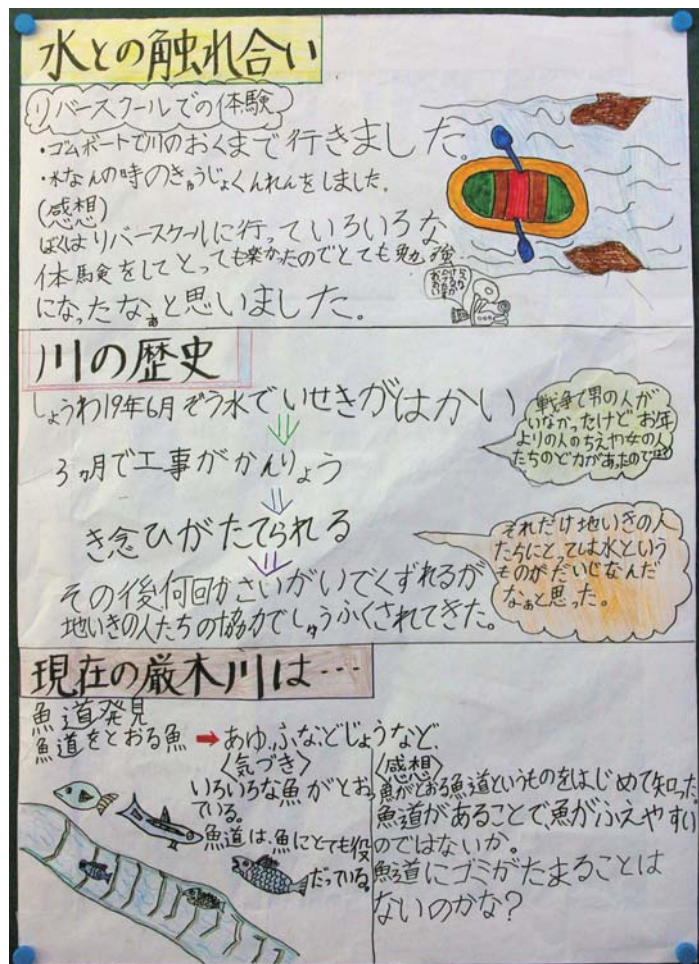 水との触れ合い
リバースクールでの体験
・ゴムボートで川のおくまで行きました。
・水なんの時のきゅうじょくんれんをしました。
(感想)
ぼくはリバースクールに行っていろいろな
体験をしてとっても楽かったのでとても勉強
になったなぁと思いました。
川の歴史
しょうわ19年6月ぞう水でいせきがはかい
3ヵ月で工事がかんりょう
き念ひがたてられる
その後何回かさいがいでくずれるが
地いきの人たちの協力でしゅうふくされてきた。
戦争で男の人が
いなかったけどお年
よりの人のちえや女の人
たちのど力があったので
それだけ地いきの人
たちにとっては水という
ものがだいじなんだ
なぁと思った。
現在の厳木川は…
魚道発見
魚道をとおる魚→あゆ、ふな、どじょうなど、
〈気づき〉
いろいろな魚がとおっ
ている。
魚道は、魚にとても役
だっている。
〈感想〉
魚がとおる魚道というものをはじめて知った
魚道があることで、魚がふえやすい
のではないか。
魚道にゴミがたまることは
ないのかな?